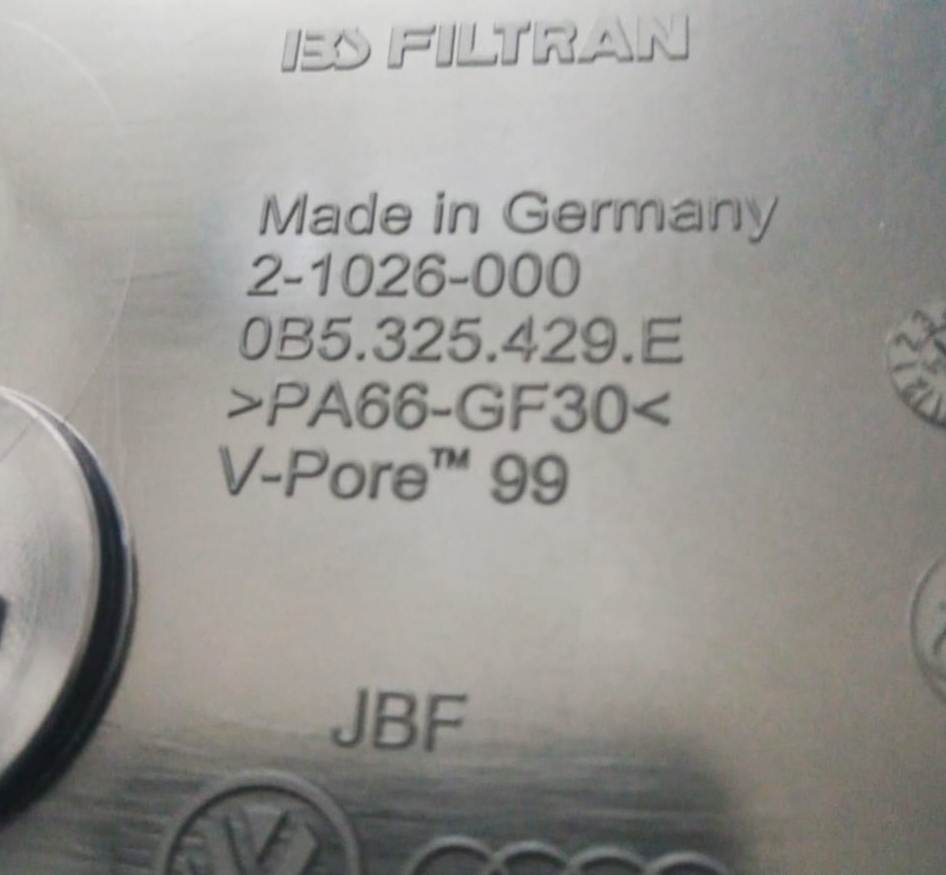 IBS FILTRAN
Made in Germany
2-1026-000
0B5.325.429.E
>PA66-GF30<
V-Pore™ 99
JBF